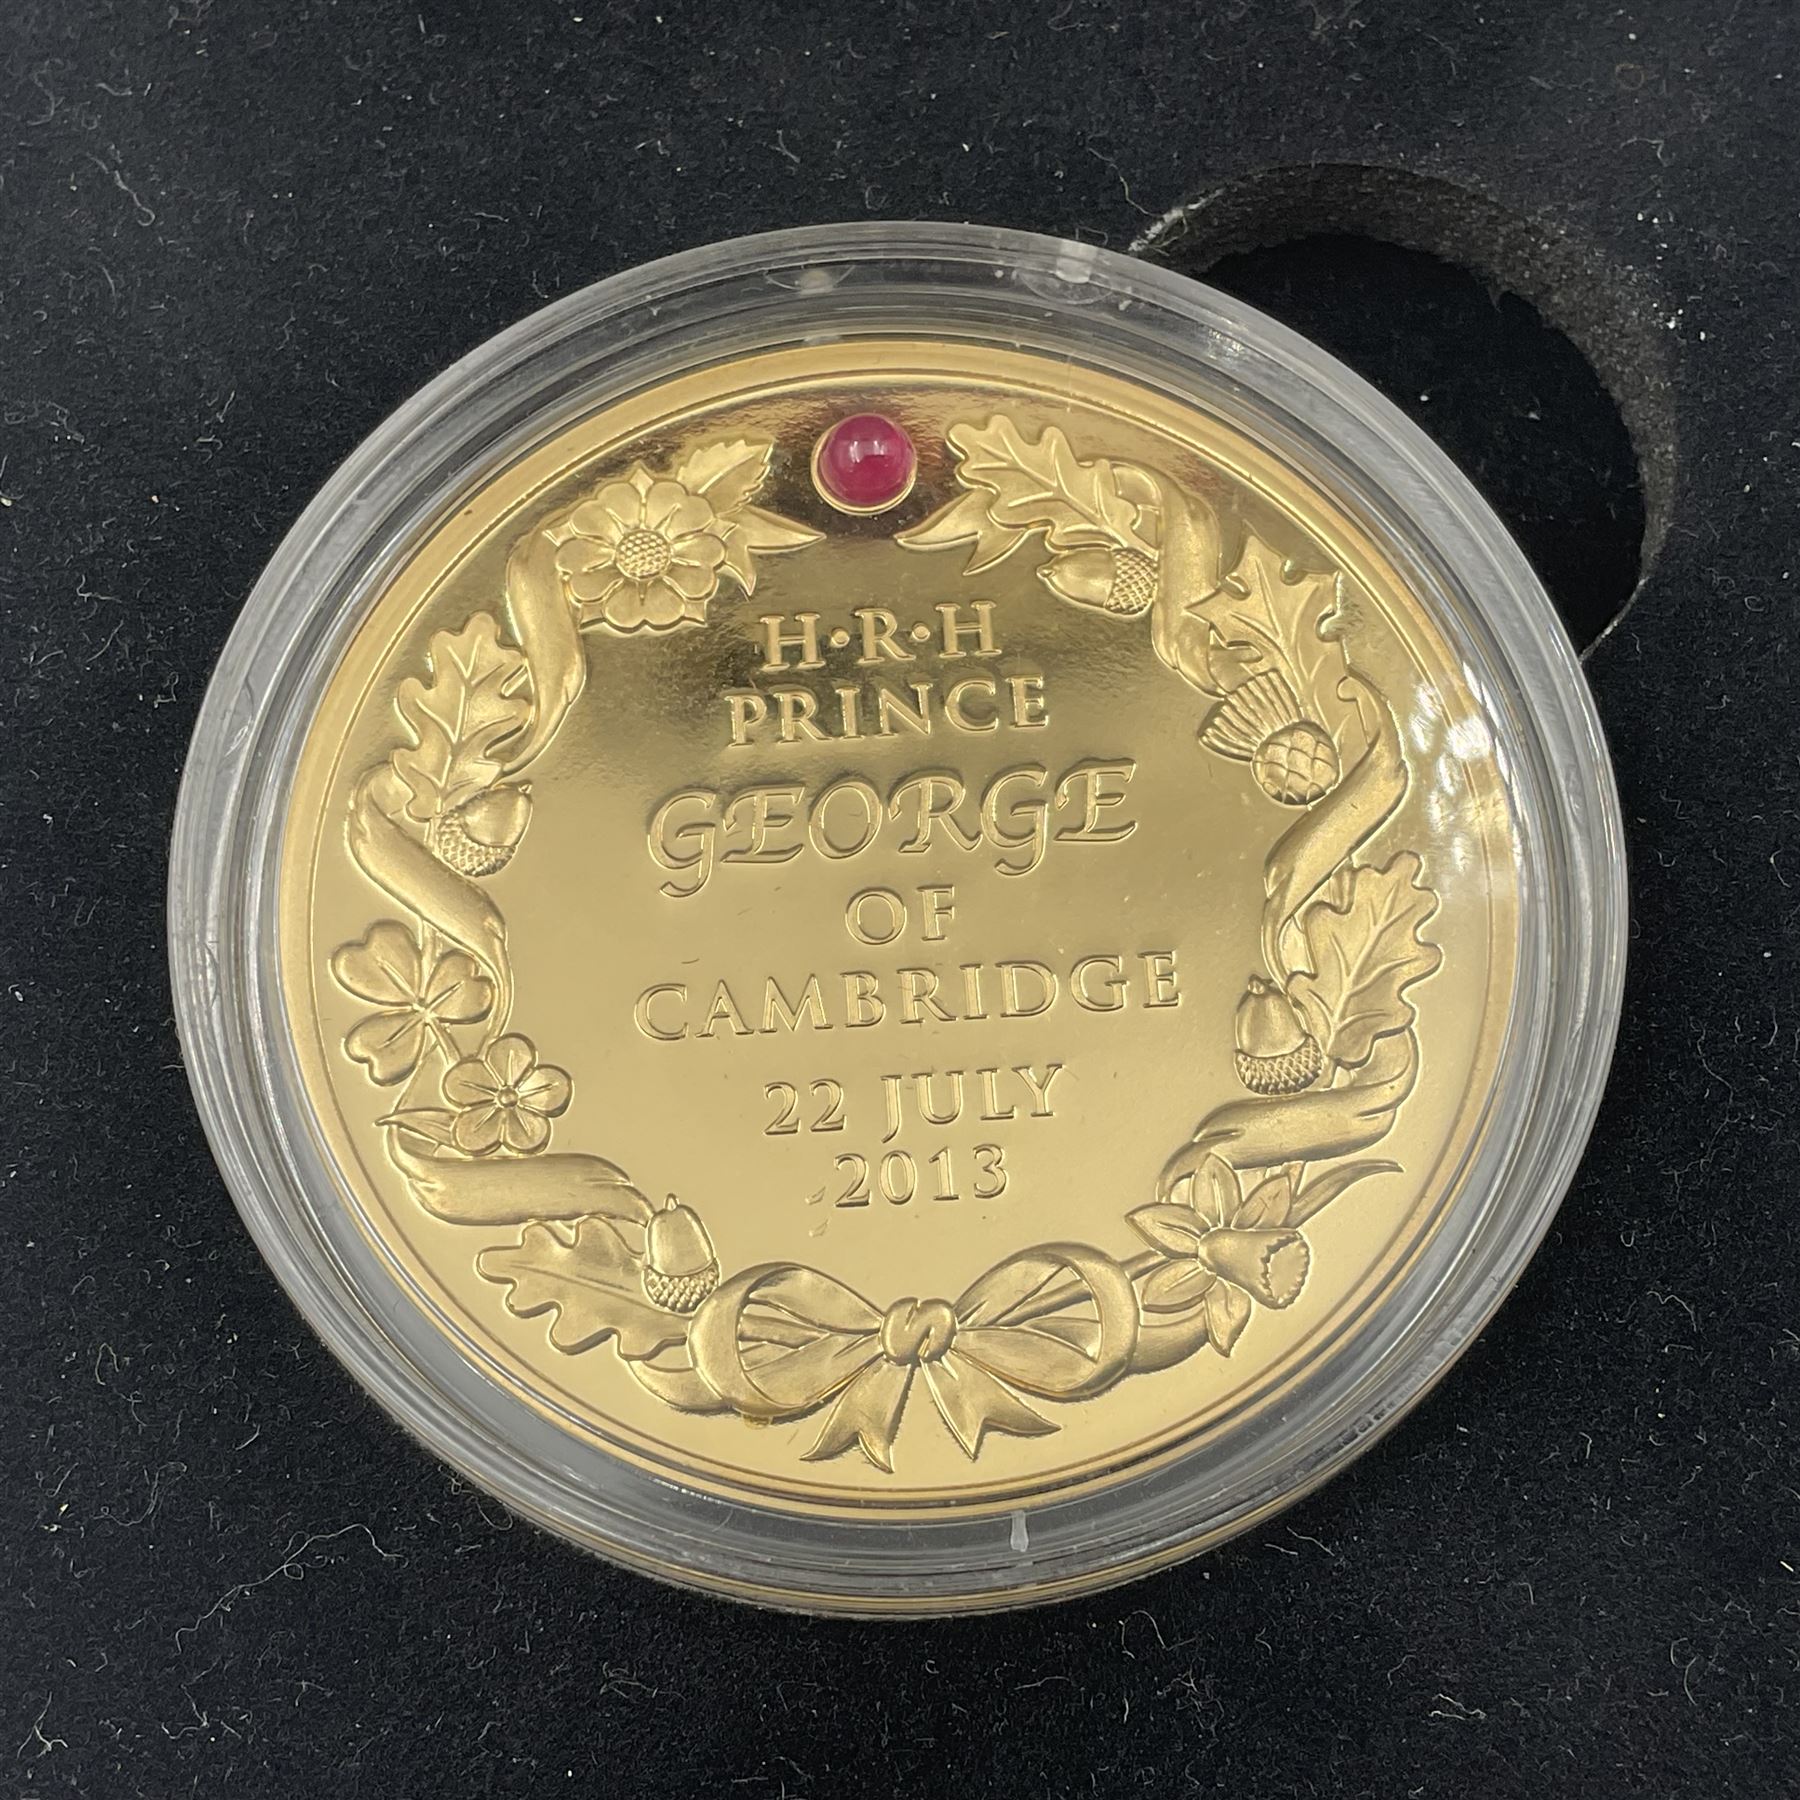 H·R·H
PRINCE
GEORGE
OF
CAMBRIDGE
22 JULY
2013